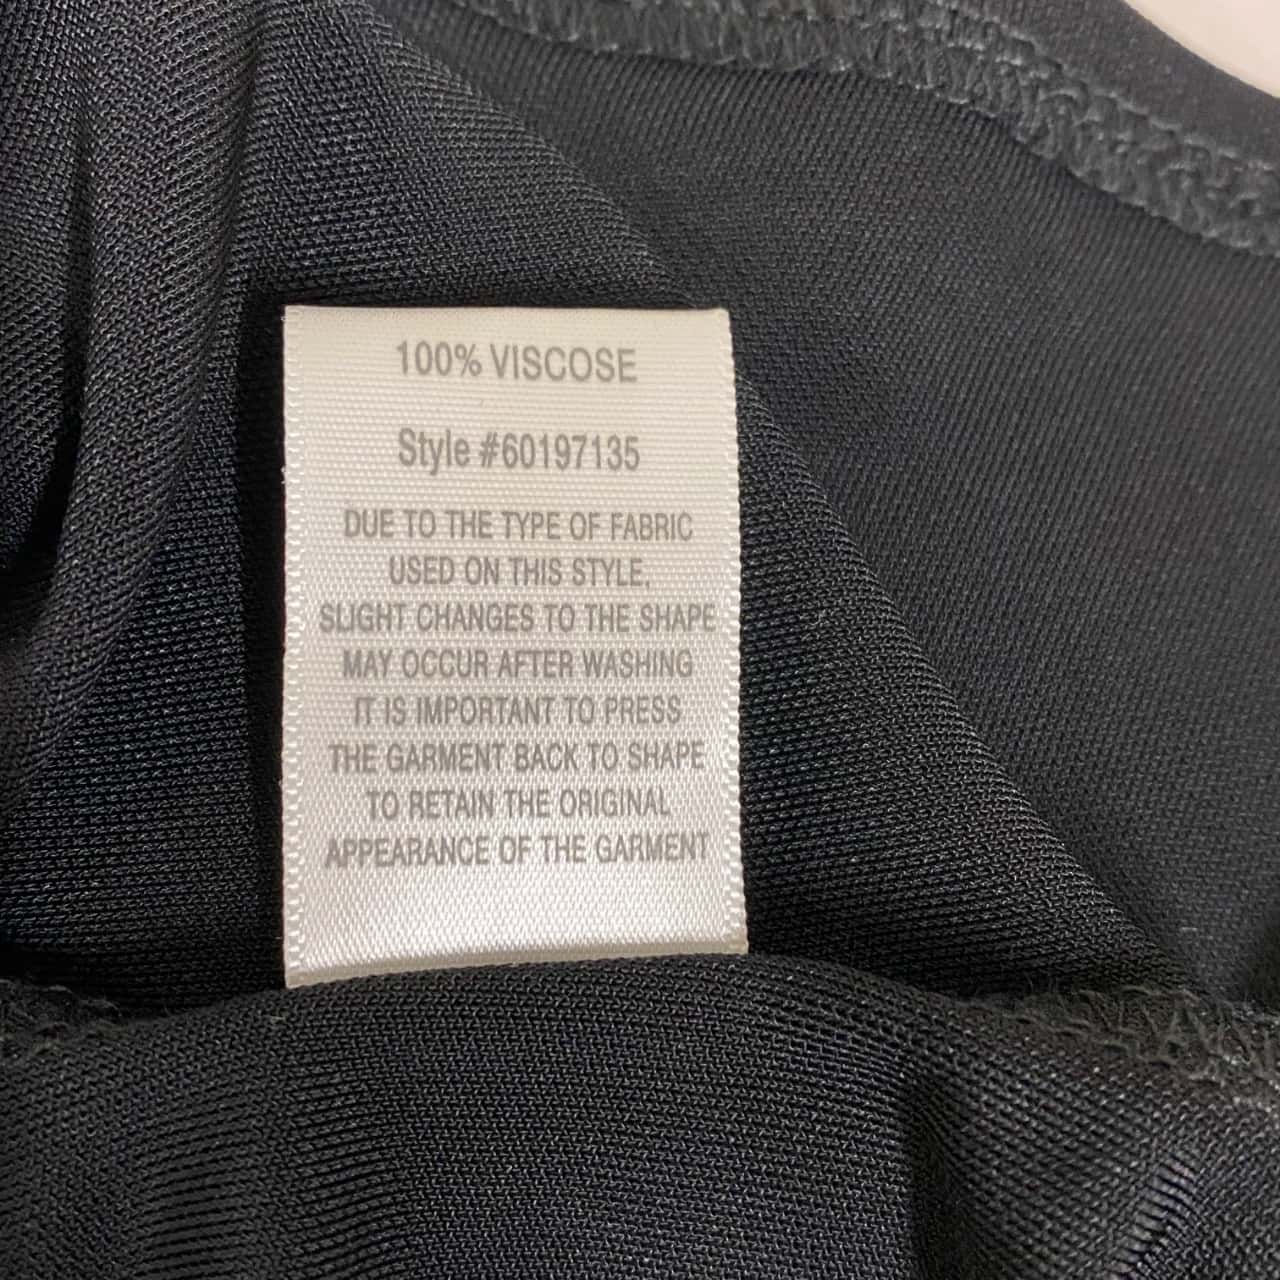 100% VISCOSE
Style #60197135
DUE TO THE TYPE OF FABRIC
USED ON THIS STYLE,
SLIGHT CHANGES TO THE SHAPE
MAY OCCUR AFTER WASHING
IT IS IMPORTANT TO PRESS
THE GARMENT BACK TO SHAPE
TO RETAIN THE ORIGINAL
APPEARANCE OF THE GARMENT